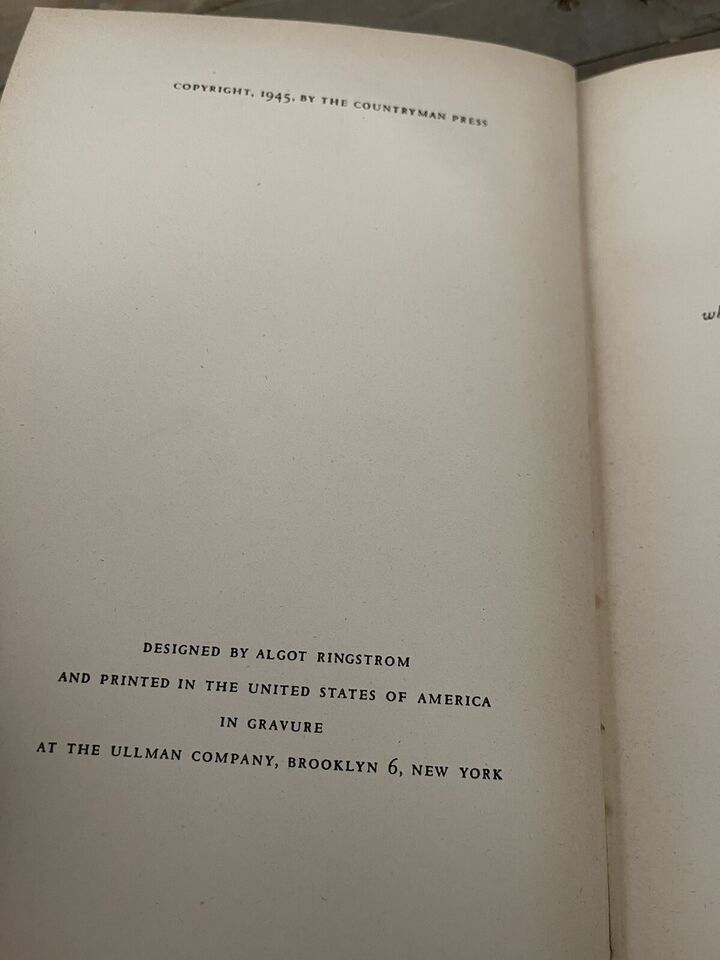 COPYRIGHT, 1945, BY THE COUNTRYMAN PRESS
DESIGNED BY ALGOT RINGSTROM
AND PRINTED IN THE UNITED STATES OF AMERICA
IN GRAVURE
AT THE ULLMAN COMPANY, BROOKLYN 6, NEW YORK